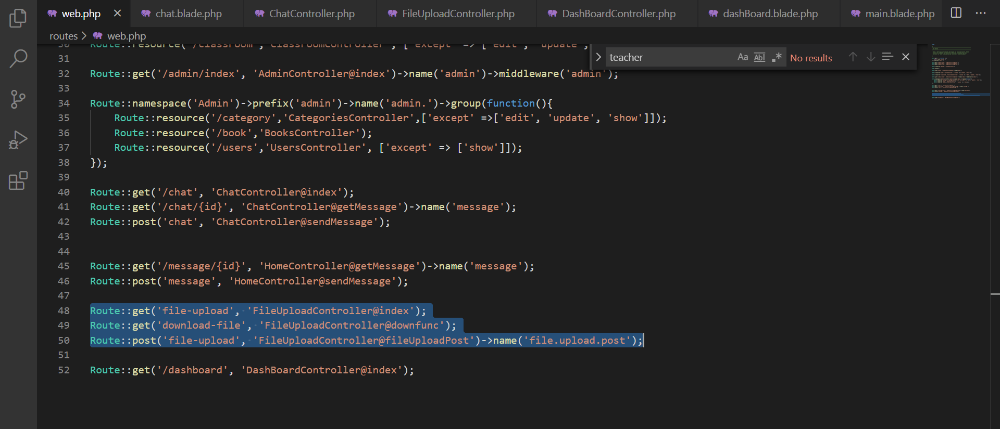 web.php chat.blade.php ChatController.php FileUploadController.php DashBoardController.php dashBoard.blade.php main.blade.php
routes > web.php
teacher Aa Abl .* No results
30 Route::resource('/classroom', 'ClassroomController', ['except' => ['edit', 'update',
31
32 Route::get('/admin/index', 'AdminController@index')->name('admin')->middleware('admin');
33
34 Route::namespace('Admin')->prefix('admin')->name('admin.')->group(function(){
35 Route::resource('/category','CategoriesController',['except' =>['edit', 'update', 'show']]);
36 Route::resource('/book','BooksController');
37 Route::resource('/users','UsersController', ['except' => ['show']]);
38 });
39
40 Route::get('/chat', 'ChatController@index');
41 Route::get('/chat/{id}', 'ChatController@getMessage')->name('message');
42 Route::post('chat', 'ChatController@sendMessage');
43
44
45 Route::get('/message/{id}', 'HomeController@getMessage')->name('message');
46 Route::post('message', 'HomeController@sendMessage');
47
48 Route::get('file-upload', 'FileUploadController@index');
49 Route::get('download-file', 'FileUploadController@downfunc');
50 Route::post('file-upload', 'FileUploadController@fileUploadPost')->name('file.upload.post');
51
52 Route::get('/dashboard', 'DashBoardController@index');